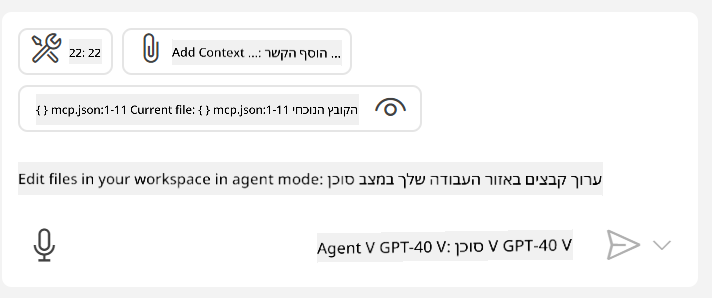 22: 22
Add Context ...: הוסף הקשר ...
{ } mcp.json:1-11 Current file: { } mcp.json:1-11 הקובץ הנוכחי
Edit files in your workspace in agent mode: ערוך קבצים באזור העבודה שלך במצב סוכן
Agent V GPT-40 V: סוכן V GPT-40 V